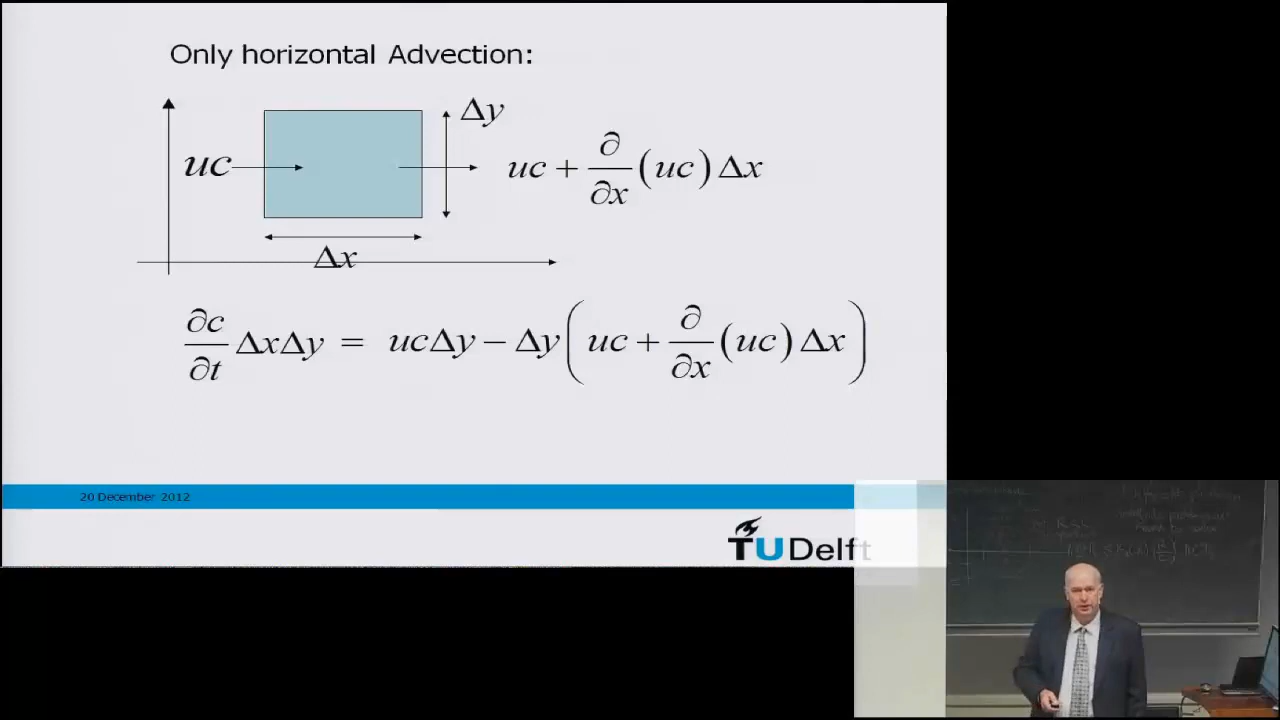 Only horizontal Advection:
Δy
uc
uc + ∂/∂x (uc) Δx
Δx
∂c/∂t ΔxΔy = ucΔy − Δy ( uc + ∂/∂x (uc) Δx )
20 December 2012
TUDelft